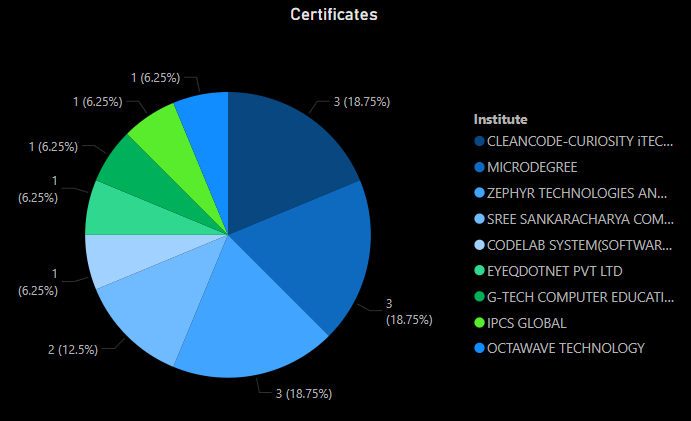 Certificates
1 (6.25%)
3 (18.75%)
1 (6.25%)
1 (6.25%)
1
(6.25%)
1
(6.25%)
2 (12.5%)
3 (18.75%)
3
(18.75%)
Institute
CLEANCODE-CURIOSITY iTEC...
MICRODEGREE
ZEPHYR TECHNOLOGIES AN...
SREE SANKARACHARYA COM...
CODELAB SYSTEM(SOFTWAR...
EYEQDOTNET PVT LTD
G-TECH COMPUTER EDUCATI...
IPCS GLOBAL
OCTAWAVE TECHNOLOGY